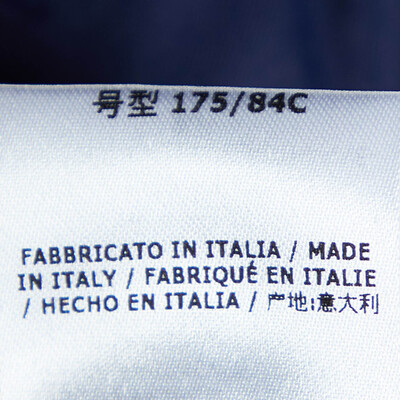 号型 175/84C
FABBRICATO IN ITALIA / MADE
IN ITALY / FABRIQUÉ EN ITALIE
/ HECHO EN ITALIA / 产地:意大利